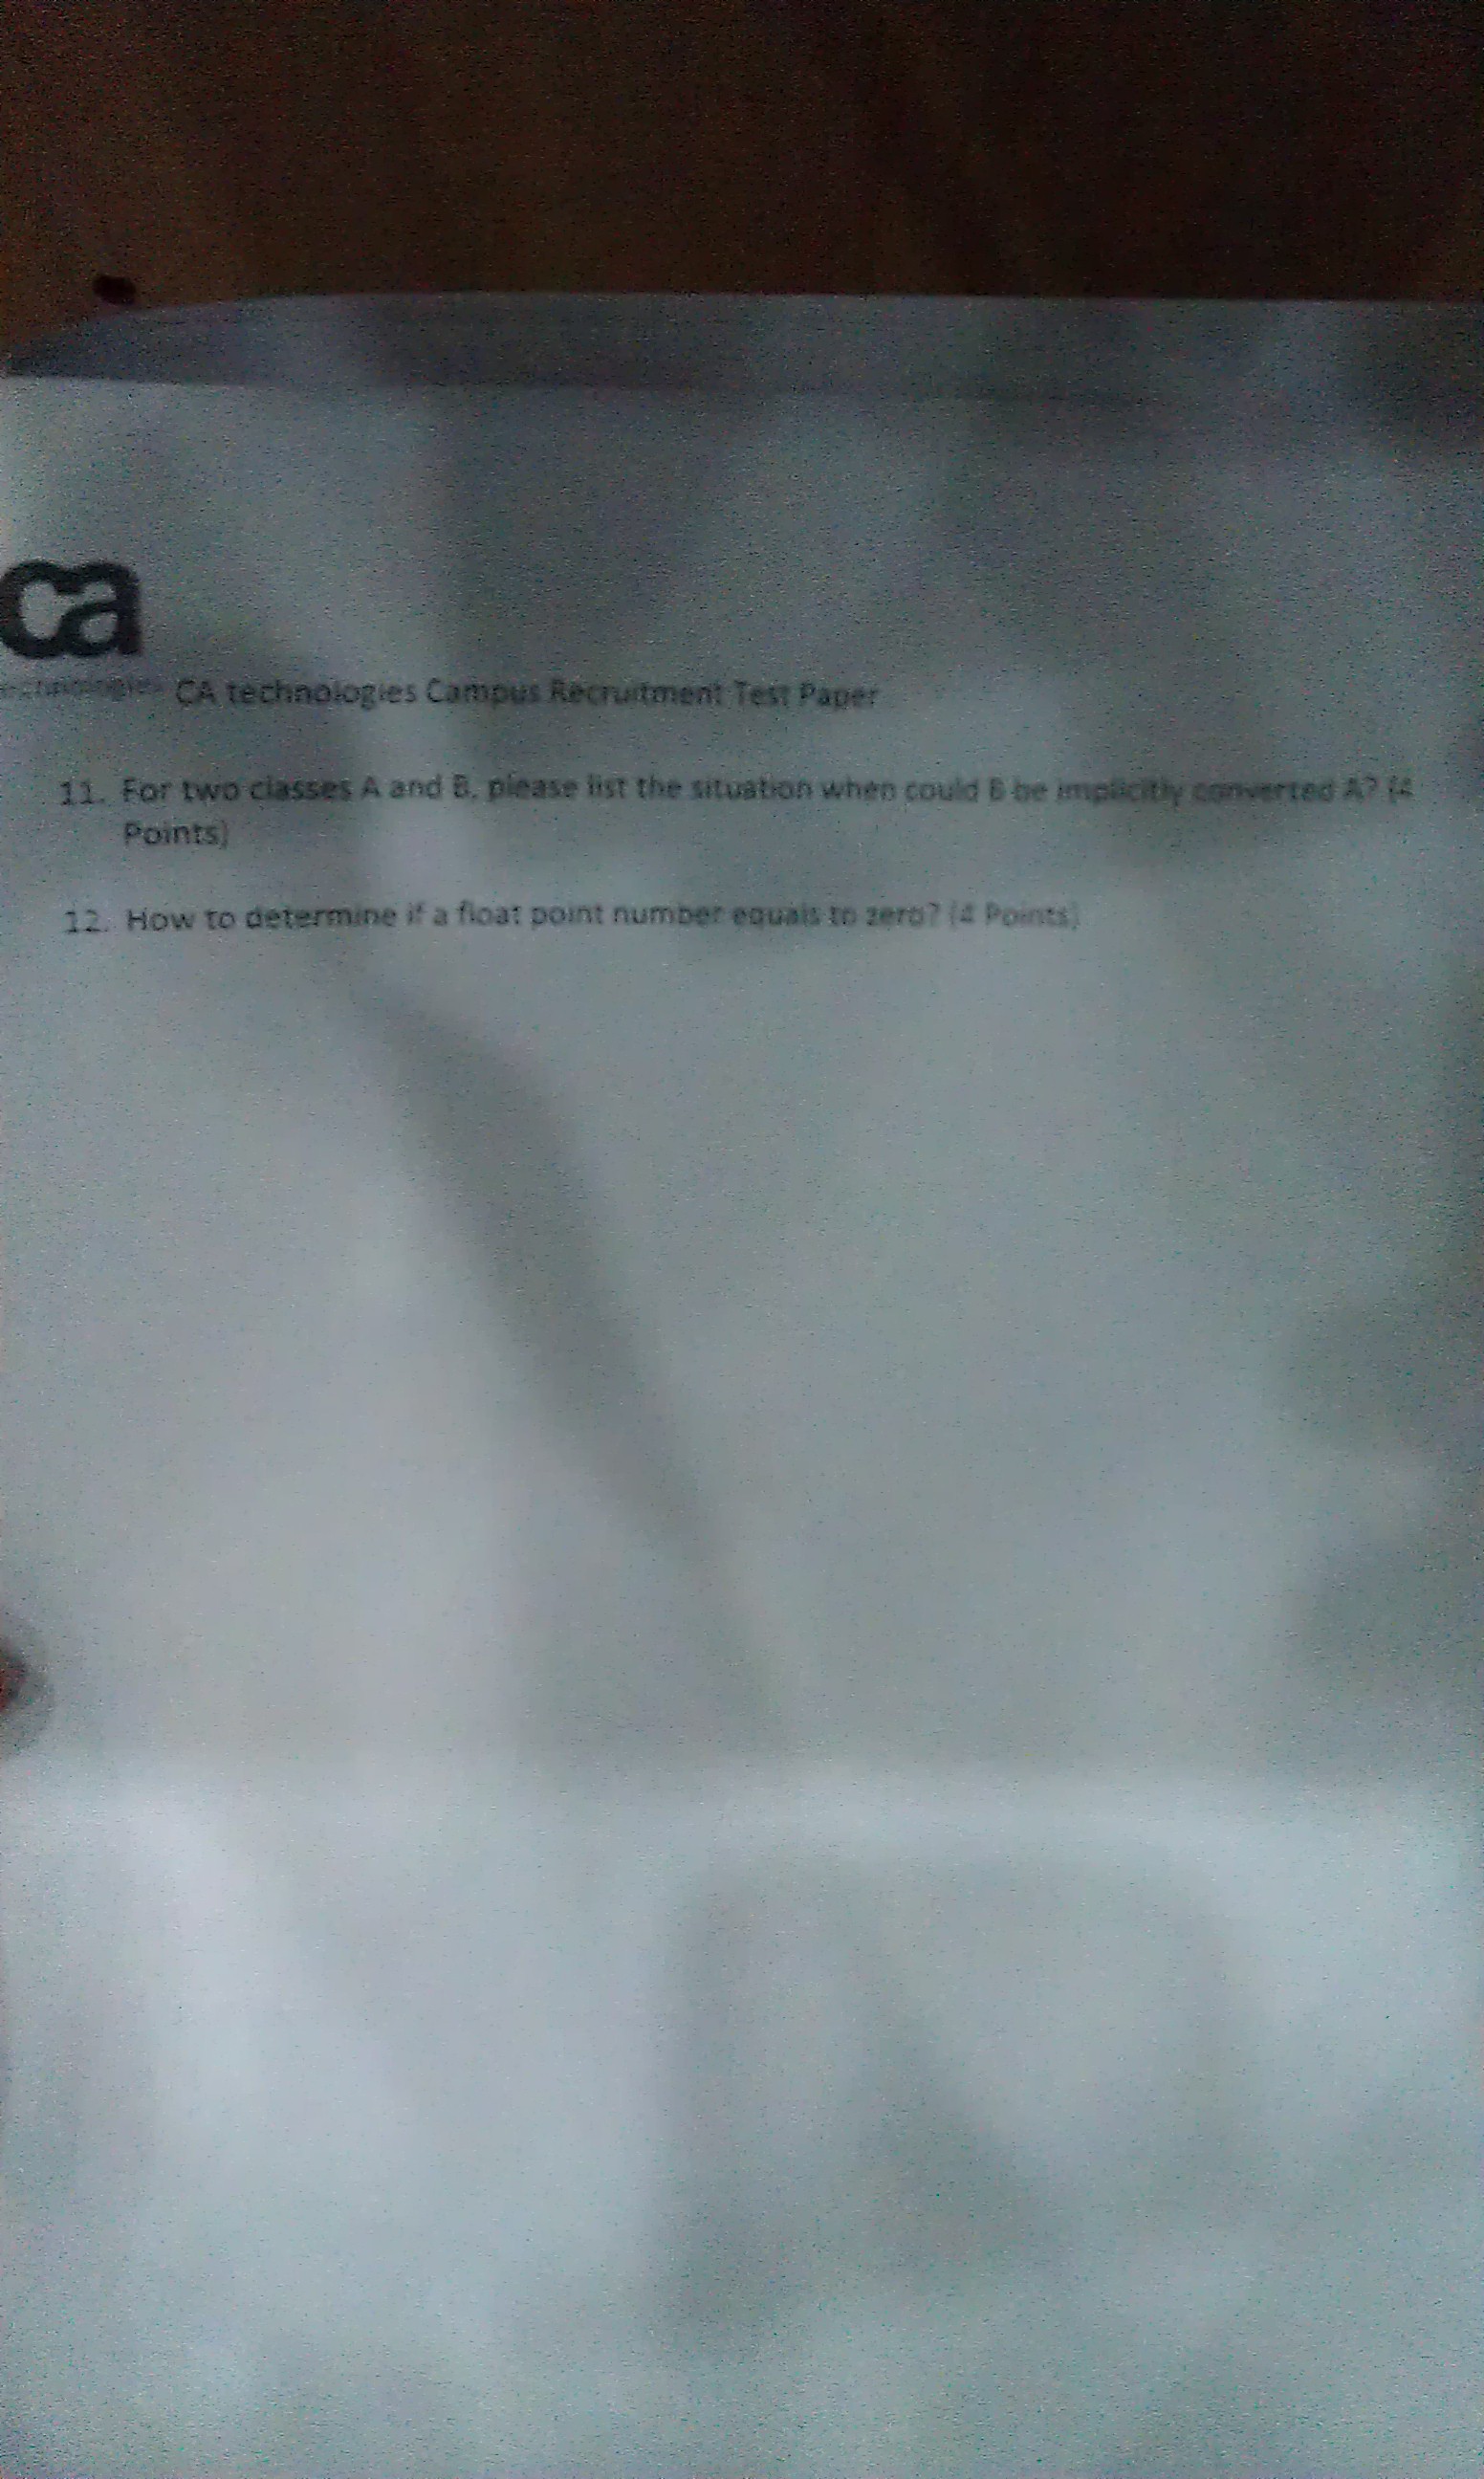 ca
technologies CA technologies Campus Recruitment Test Paper
11. For two classes A and B, please list the situation when could B be implicitly converted A? (4
Points)
12. How to determine if a float point number equals to zero? (4 Points)